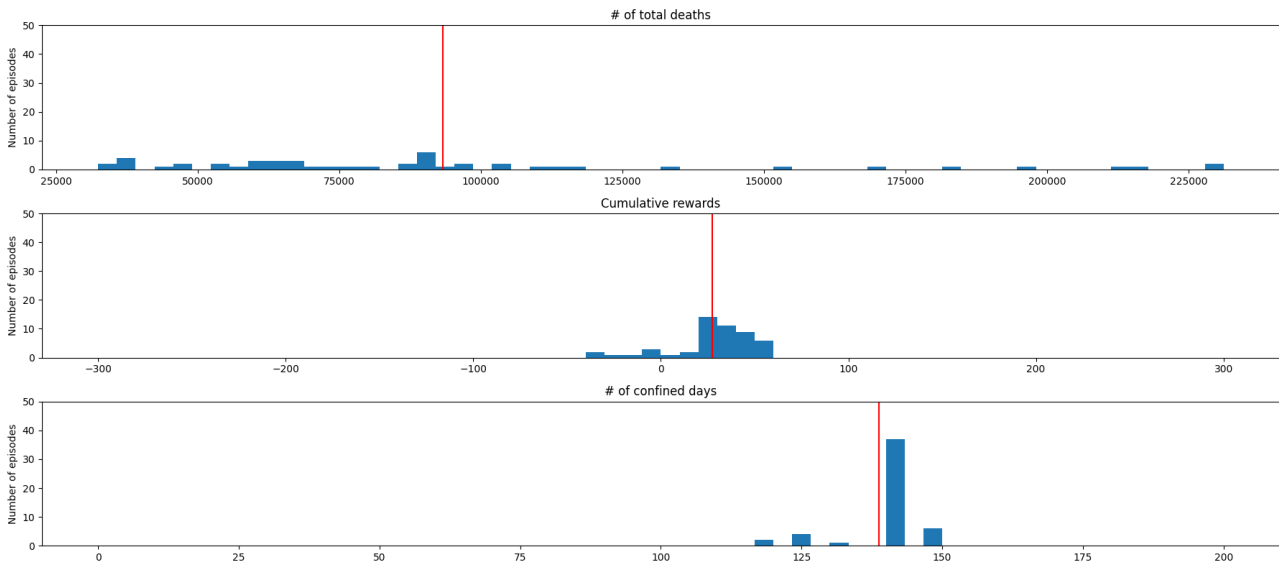 # of total deaths
Number of episodes
50
40
30
20
10
0
25000 50000 75000 100000 125000 150000 175000 200000 225000
Cumulative rewards
Number of episodes
50
40
30
20
10
0
−300 −200 −100 0 100 200 300
# of confined days
Number of episodes
50
40
30
20
10
0
0 25 50 75 100 125 150 175 200